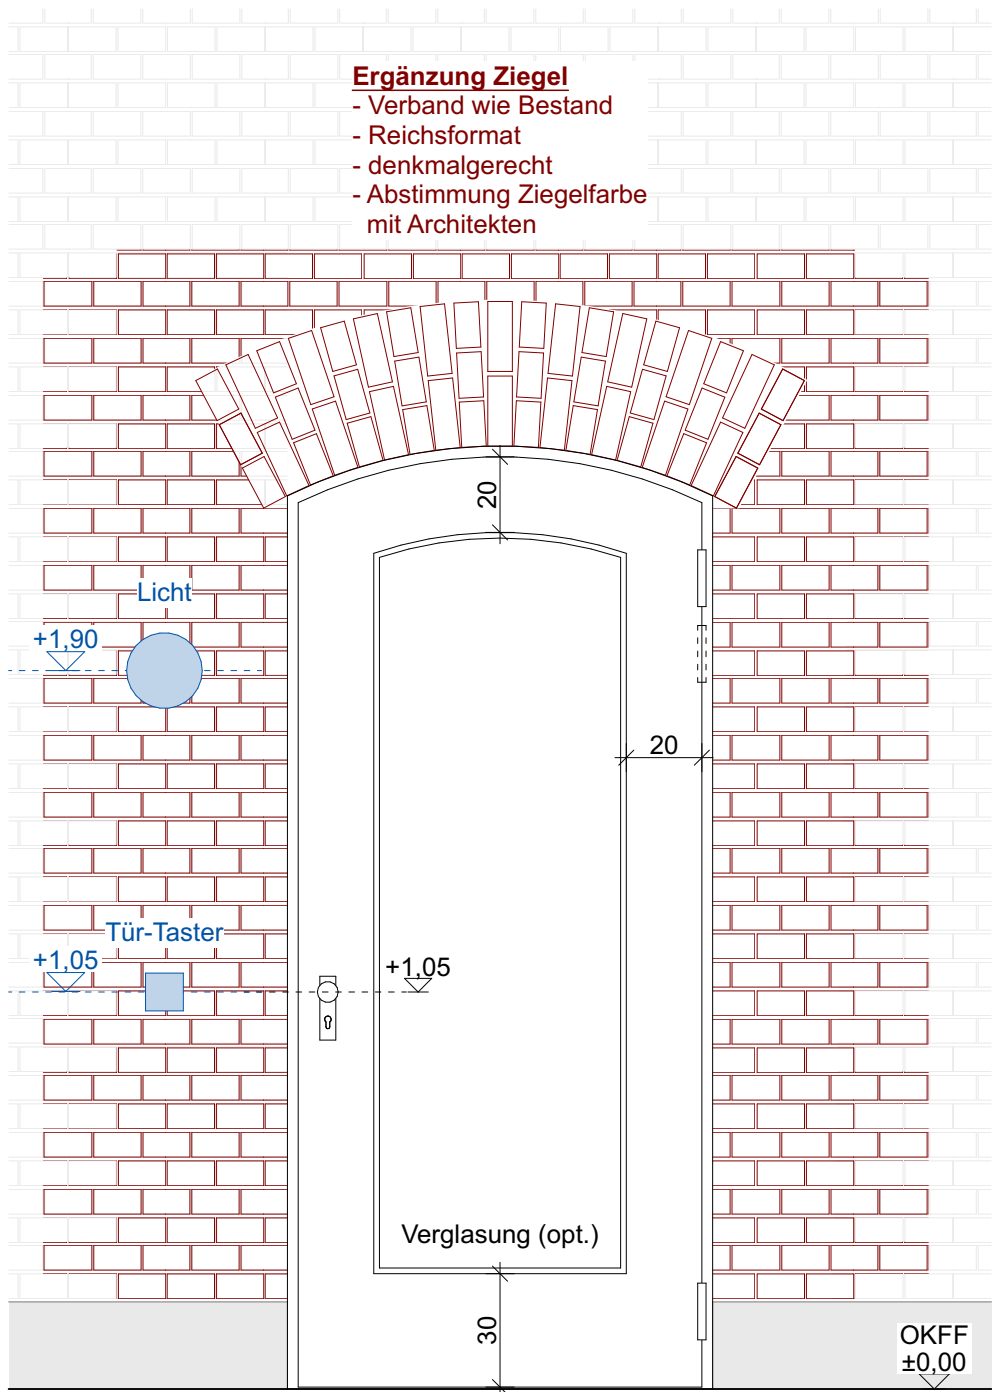 Ergänzung Ziegel
- Verband wie Bestand
- Reichsformat
- denkmalgerecht
- Abstimmung Ziegelfarbe
mit Architekten
20
Licht
+1,90
20
Tür-Taster
+1,05
+1,05
Verglasung (opt.)
30
OKFF
±0,00